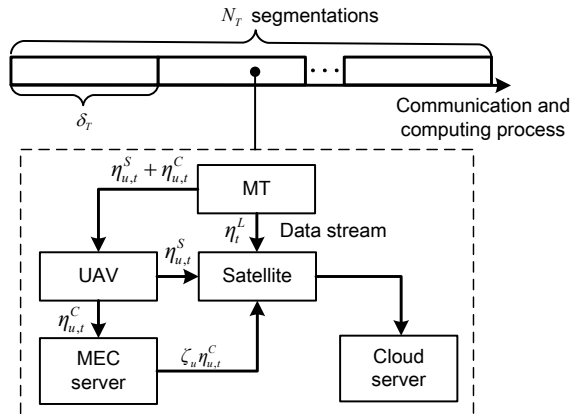 N_T segmentations
...
δ_T
Communication and
computing process
η^S_{u,t} + η^C_{u,t}
MT
η^L_t
Data stream
UAV
η^S_{u,t}
Satellite
η^C_{u,t}
MEC
server
ζ_u η^C_{u,t}
Cloud
server